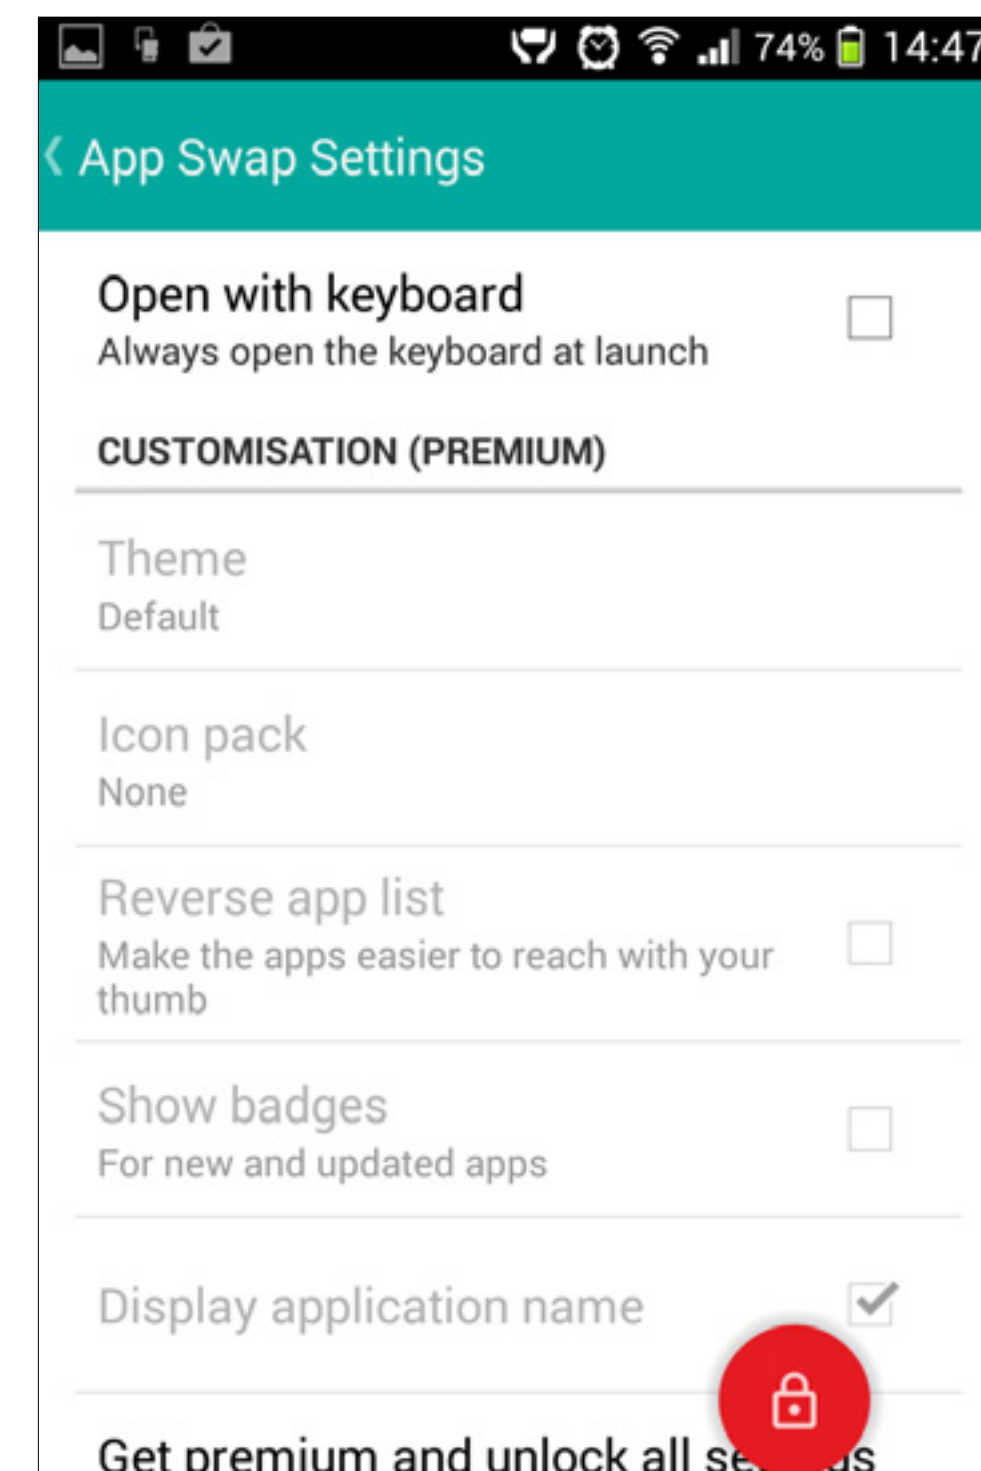 74% 14:47
App Swap Settings
Open with keyboard
Always open the keyboard at launch
CUSTOMISATION (PREMIUM)
Theme
Default
Icon pack
None
Reverse app list
Make the apps easier to reach with your
thumb
Show badges
For new and updated apps
Display application name
Get premium and unlock all